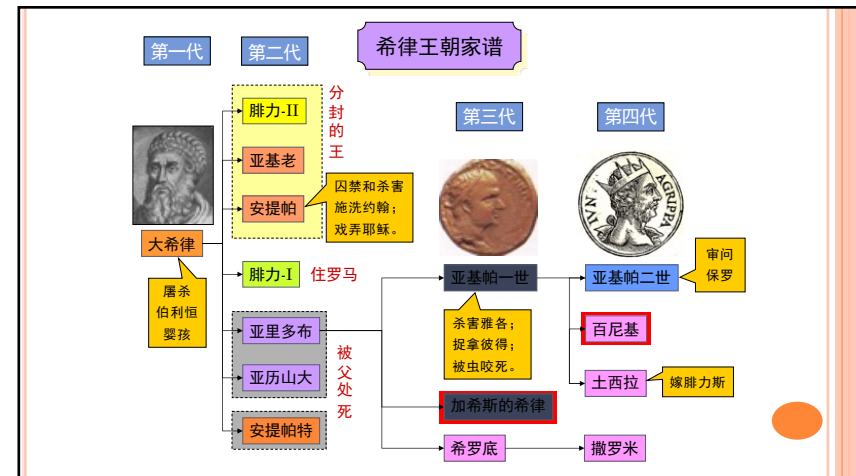 希律王朝家谱
第一代
第二代
第三代
第四代
分封的王
腓力-II
亚基老
安提帕
囚禁和杀害
施洗约翰；
戏弄耶稣。
大希律
屠杀
伯利恒
婴孩
腓力-I
住罗马
亚里多布
亚历山大
安提帕特
被父处死
亚基帕一世
杀害雅各；
捉拿彼得；
被虫咬死。
加希斯的希律
希罗底
撒罗米
IVN
AGRIPPA
亚基帕二世
审问
保罗
百尼基
土西拉
嫁腓力斯